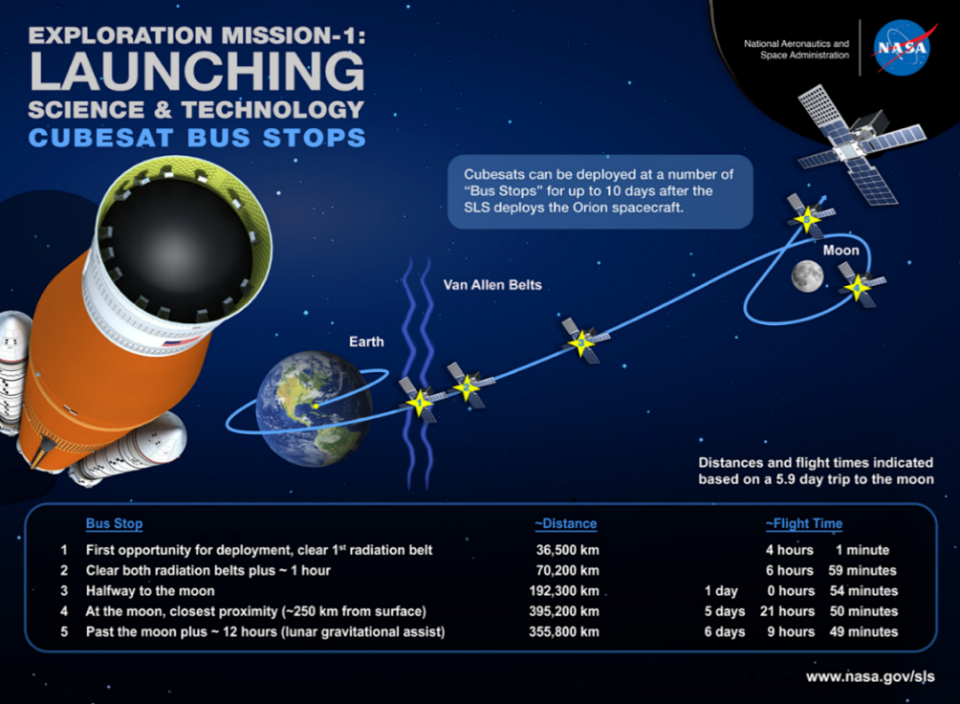 EXPLORATION MISSION-1:
LAUNCHING
SCIENCE & TECHNOLOGY
CUBESAT BUS STOPS
National Aeronautics and
Space Administration
NASA
Cubesats can be deployed at a number of
“Bus Stops” for up to 10 days after the
SLS deploys the Orion spacecraft.
Moon
Van Allen Belts
Earth
5
4
3
2
1
Distances and flight times indicated
based on a 5.9 day trip to the moon
Bus Stop ~Distance ~Flight Time
1 First opportunity for deployment, clear 1st radiation belt 36,500 km 4 hours 1 minute
2 Clear both radiation belts plus ~ 1 hour 70,200 km 6 hours 59 minutes
3 Halfway to the moon 192,300 km 1 day 0 hours 54 minutes
4 At the moon, closest proximity (~250 km from surface) 395,200 km 5 days 21 hours 50 minutes
5 Past the moon plus ~ 12 hours (lunar gravitational assist) 355,800 km 6 days 9 hours 49 minutes
www.nasa.gov/sls